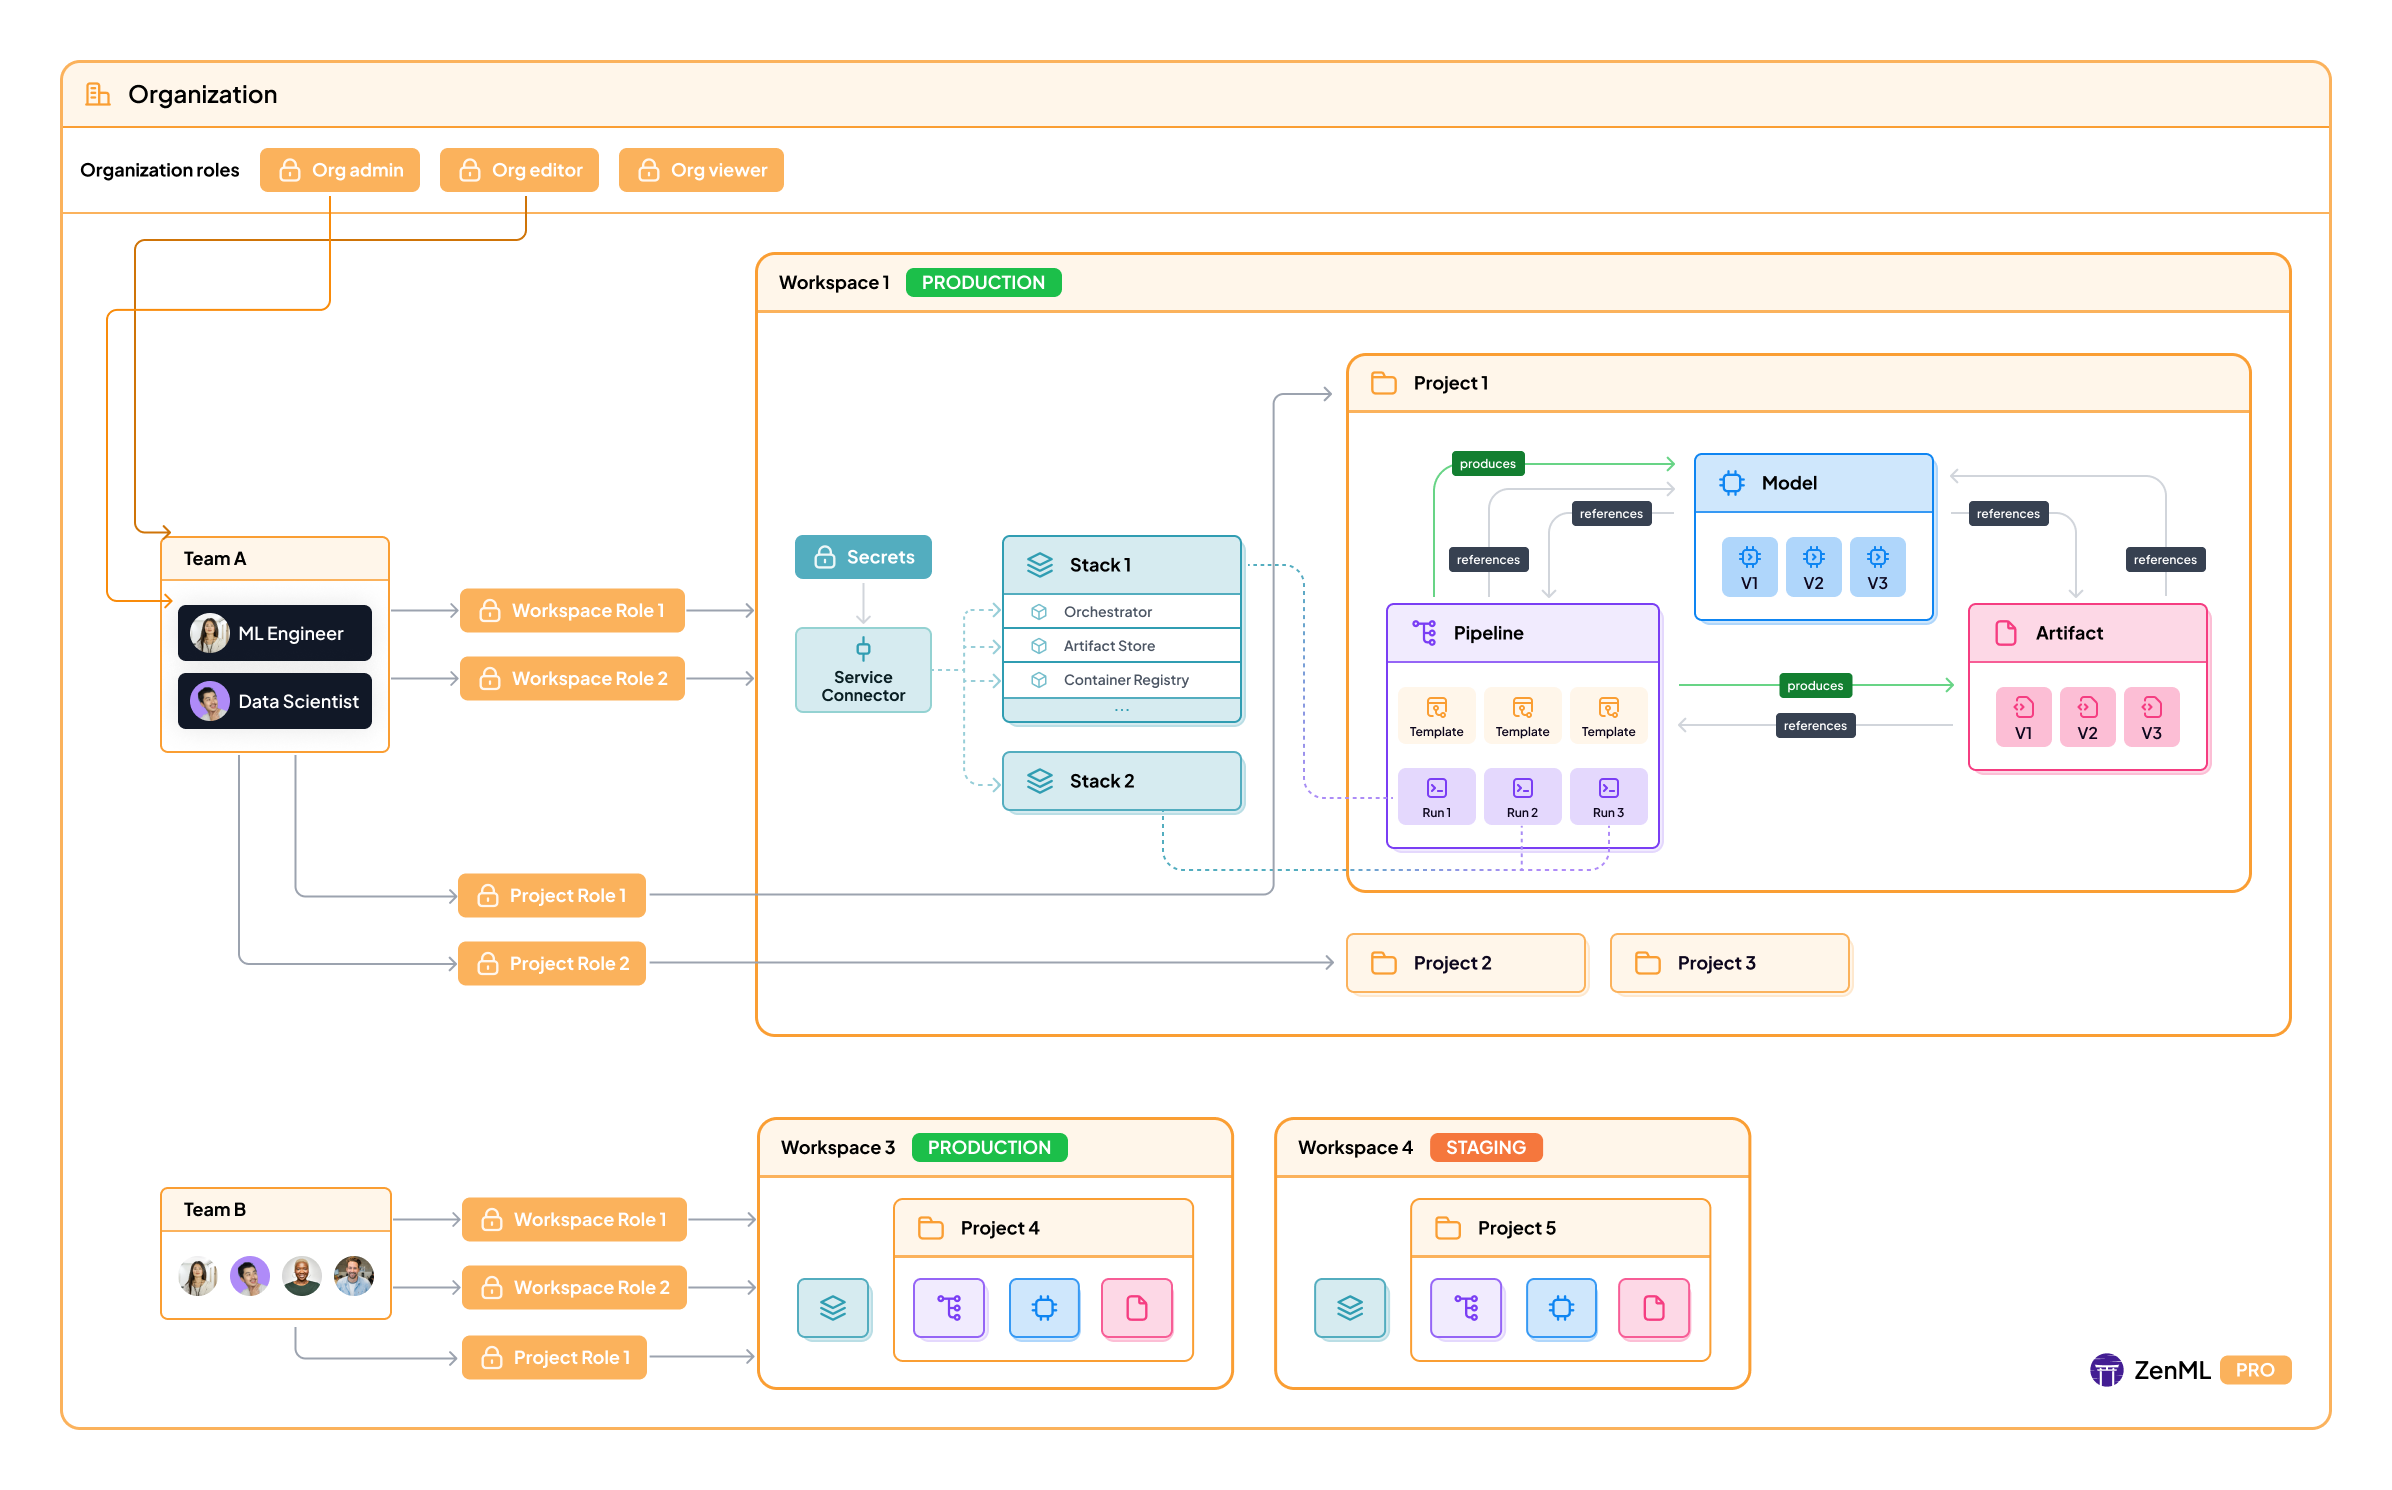 Organization
Organization roles
Org admin
Org editor
Org viewer
Workspace 1
PRODUCTION
Project 1
produces
Model
references
references
references
references
V1
V2
V3
Team A
ML Engineer
Data Scientist
Workspace Role 1
Workspace Role 2
Secrets
Service
Connector
Stack 1
Orchestrator
Artifact Store
Container Registry
...
Stack 2
Pipeline
Template
Template
Template
Run 1
Run 2
Run 3
produces
references
Artifact
V1
V2
V3
Project Role 1
Project Role 2
Project 2
Project 3
Team B
Workspace Role 1
Workspace Role 2
Project Role 1
Workspace 3
PRODUCTION
Project 4
Workspace 4
STAGING
Project 5
ZenML
PRO